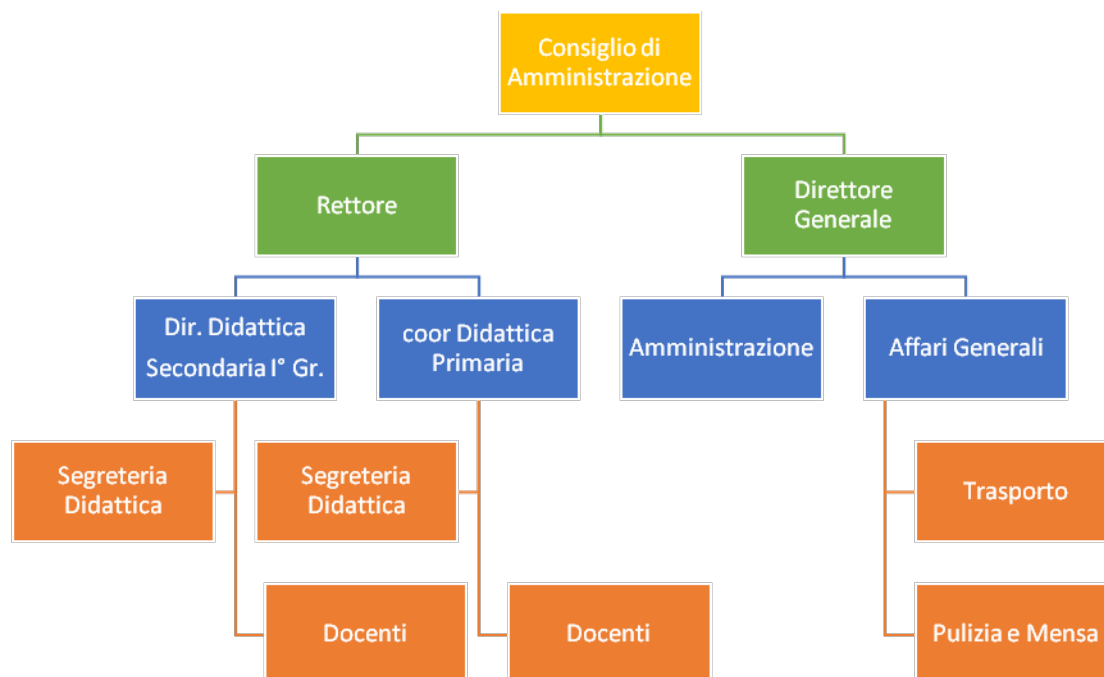 Consiglio di
Amministrazione
Rettore
Direttore
Generale
Dir. Didattica
Secondaria I° Gr.
coor Didattica
Primaria
Amministrazione
Affari Generali
Segreteria
Didattica
Segreteria
Didattica
Trasporto
Docenti
Docenti
Pulizia e Mensa